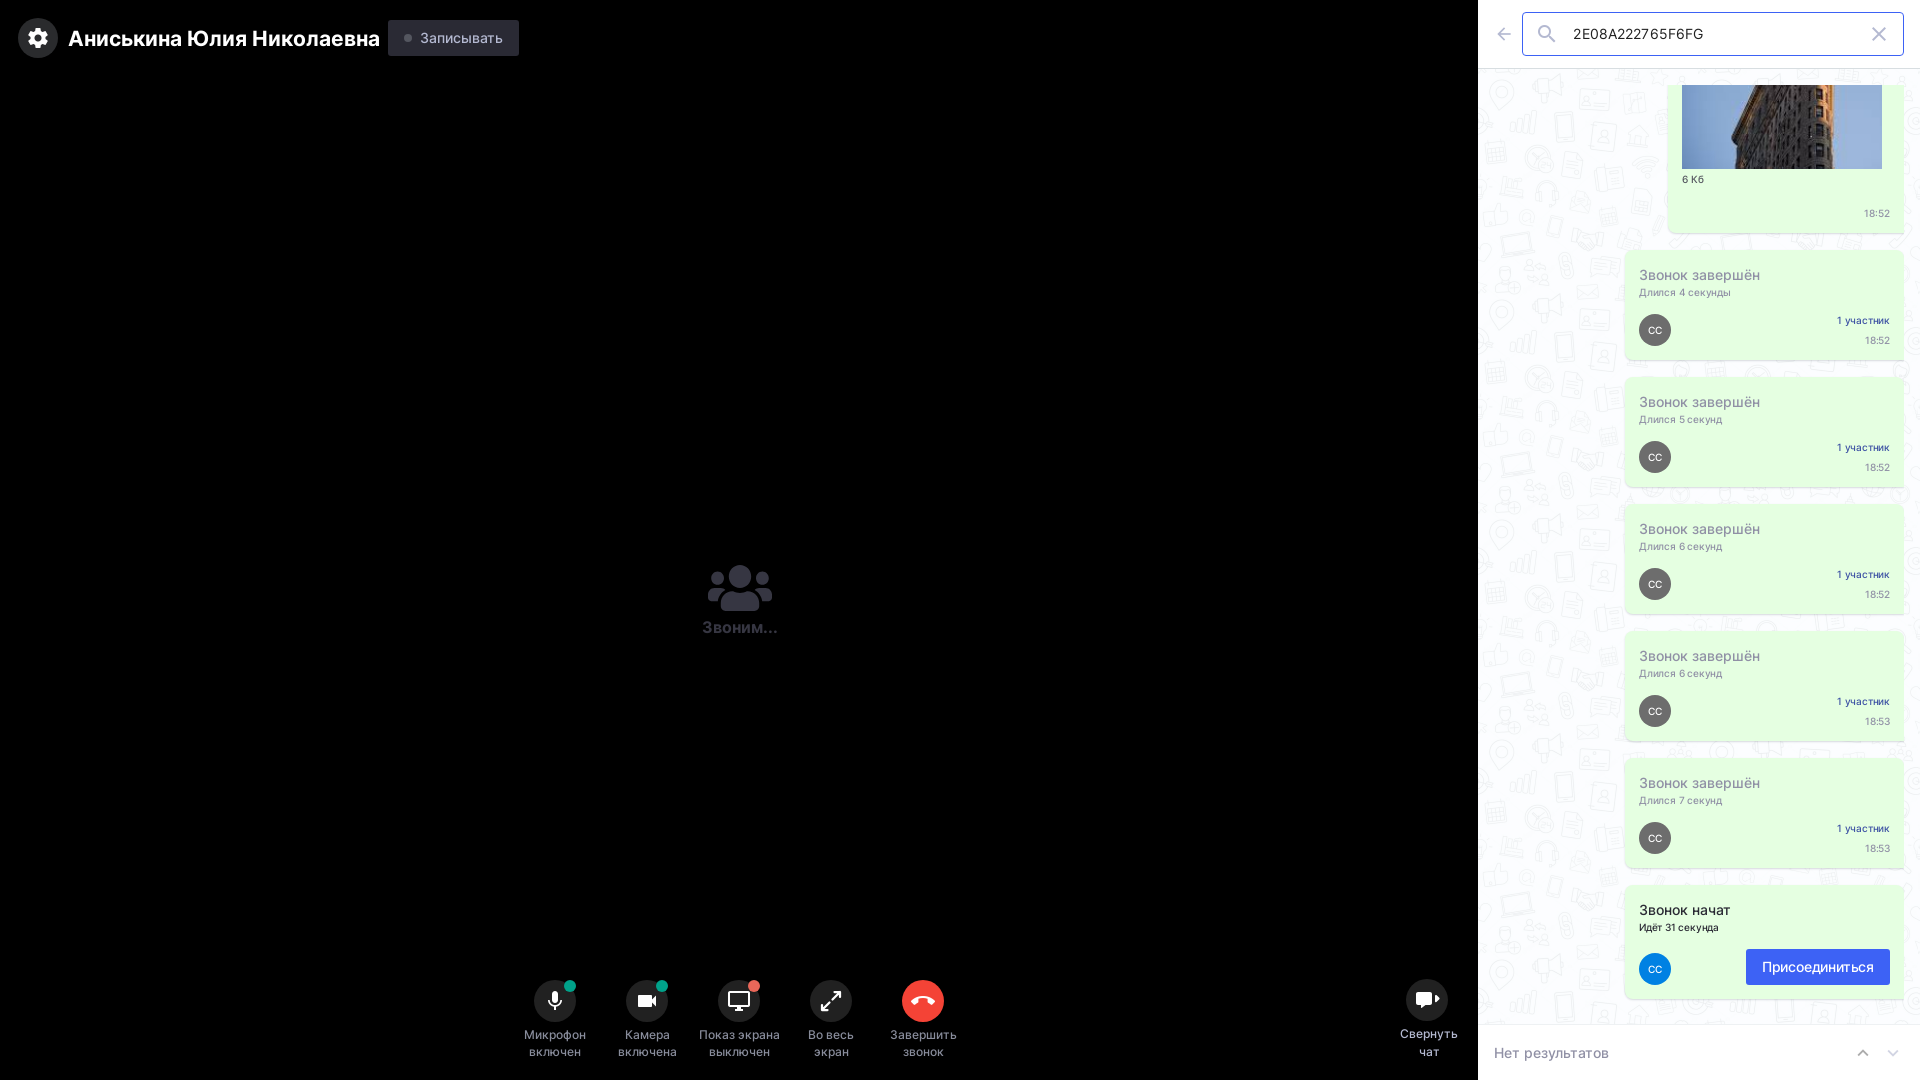 Аниськина Юлия Николаевна
Записывать
2E08A222765F6FG
6 Кб
18:52
Звонок завершён
Длился 4 секунды
СС
1 участник
18:52
Звонок завершён
Длился 5 секунд
СС
1 участник
18:52
Звонок завершён
Длился 6 секунд
СС
1 участник
18:52
Звонок завершён
Длился 6 секунд
СС
1 участник
18:53
Звонок завершён
Длился 7 секунд
СС
1 участник
18:53
Звонок начат
Идёт 31 секунда
СС
Присоединиться
Нет результатов
Звоним...
Микрофон
включен
Камера
включена
Показ экрана
выключен
Во весь
экран
Завершить
звонок
Свернуть
чат